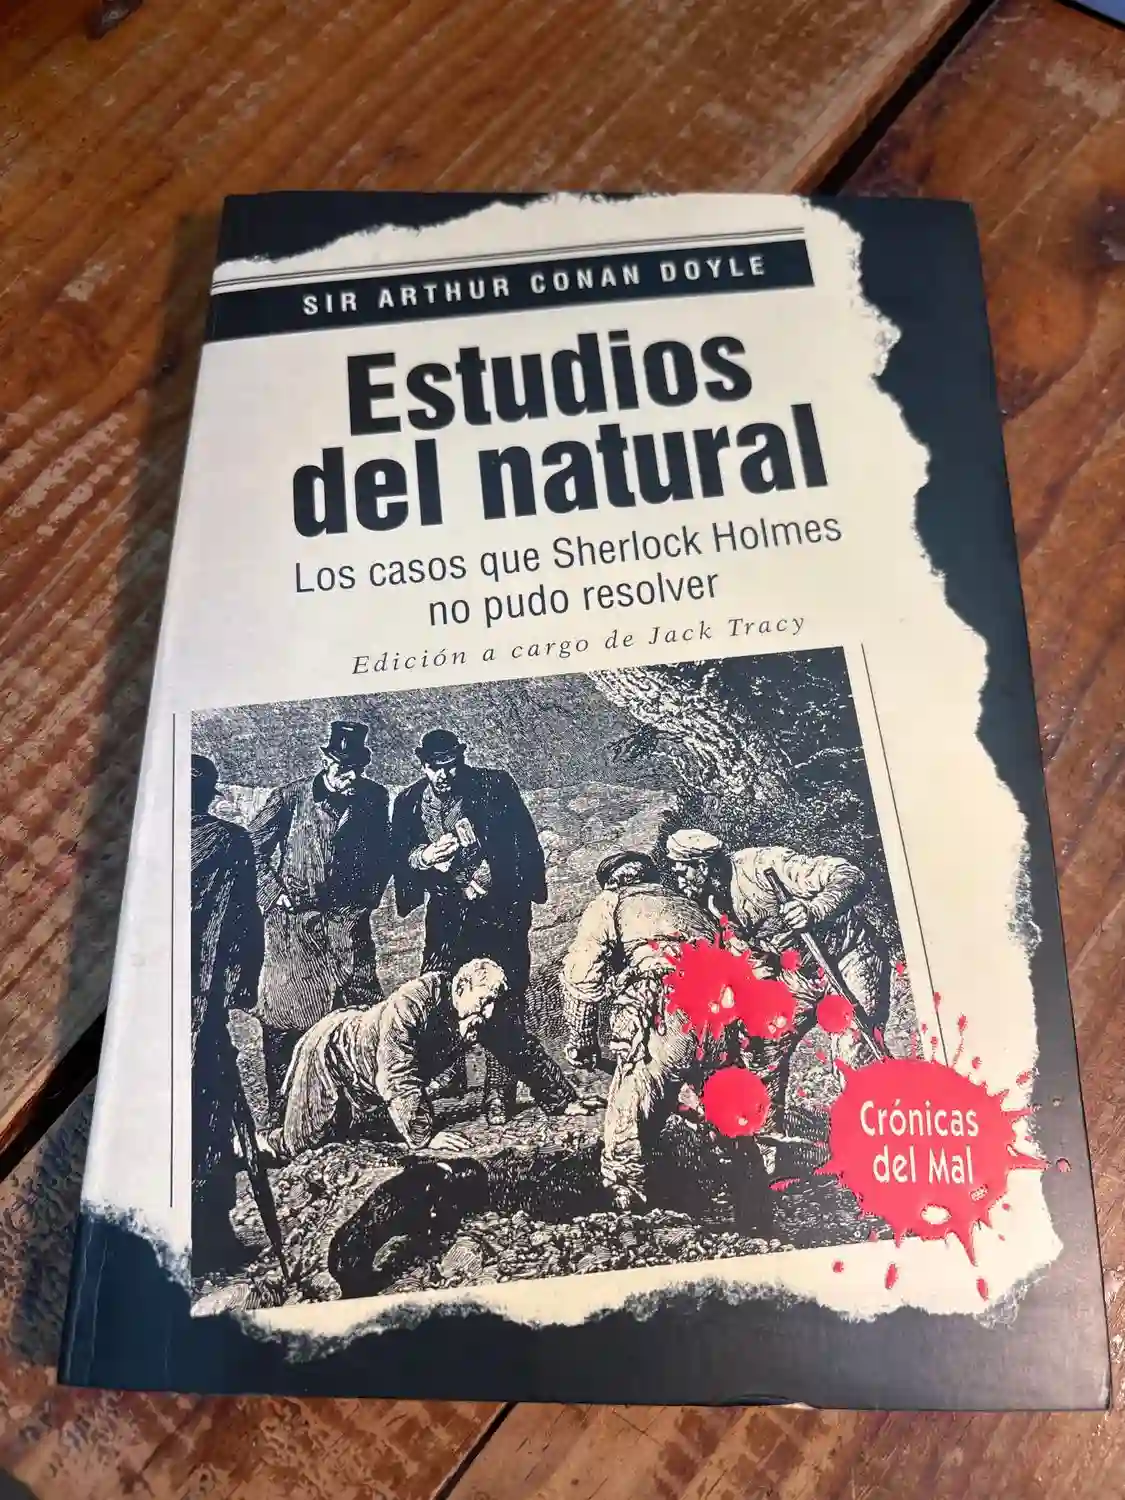 SIR ARTHUR CONAN DOYLE
Estudios
del natural
Los casos que Sherlock Holmes
no pudo resolver
Edición a cargo de Jack Tracy
Crónicas
del Mal